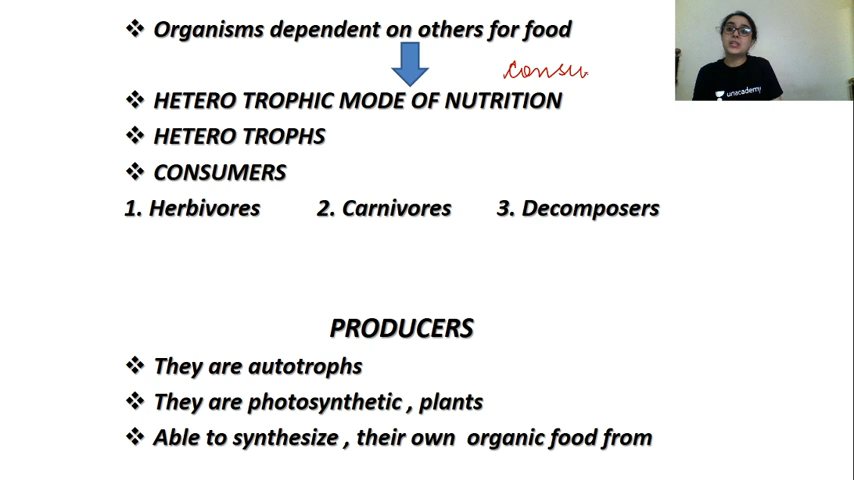 ❖ Organisms dependent on others for food
consu
❖ HETERO TROPHIC MODE OF NUTRITION
❖ HETERO TROPHS
❖ CONSUMERS
1. Herbivores 2. Carnivores 3. Decomposers
PRODUCERS
❖ They are autotrophs
❖ They are photosynthetic , plants
❖ Able to synthesize , their own organic food from
unacademy